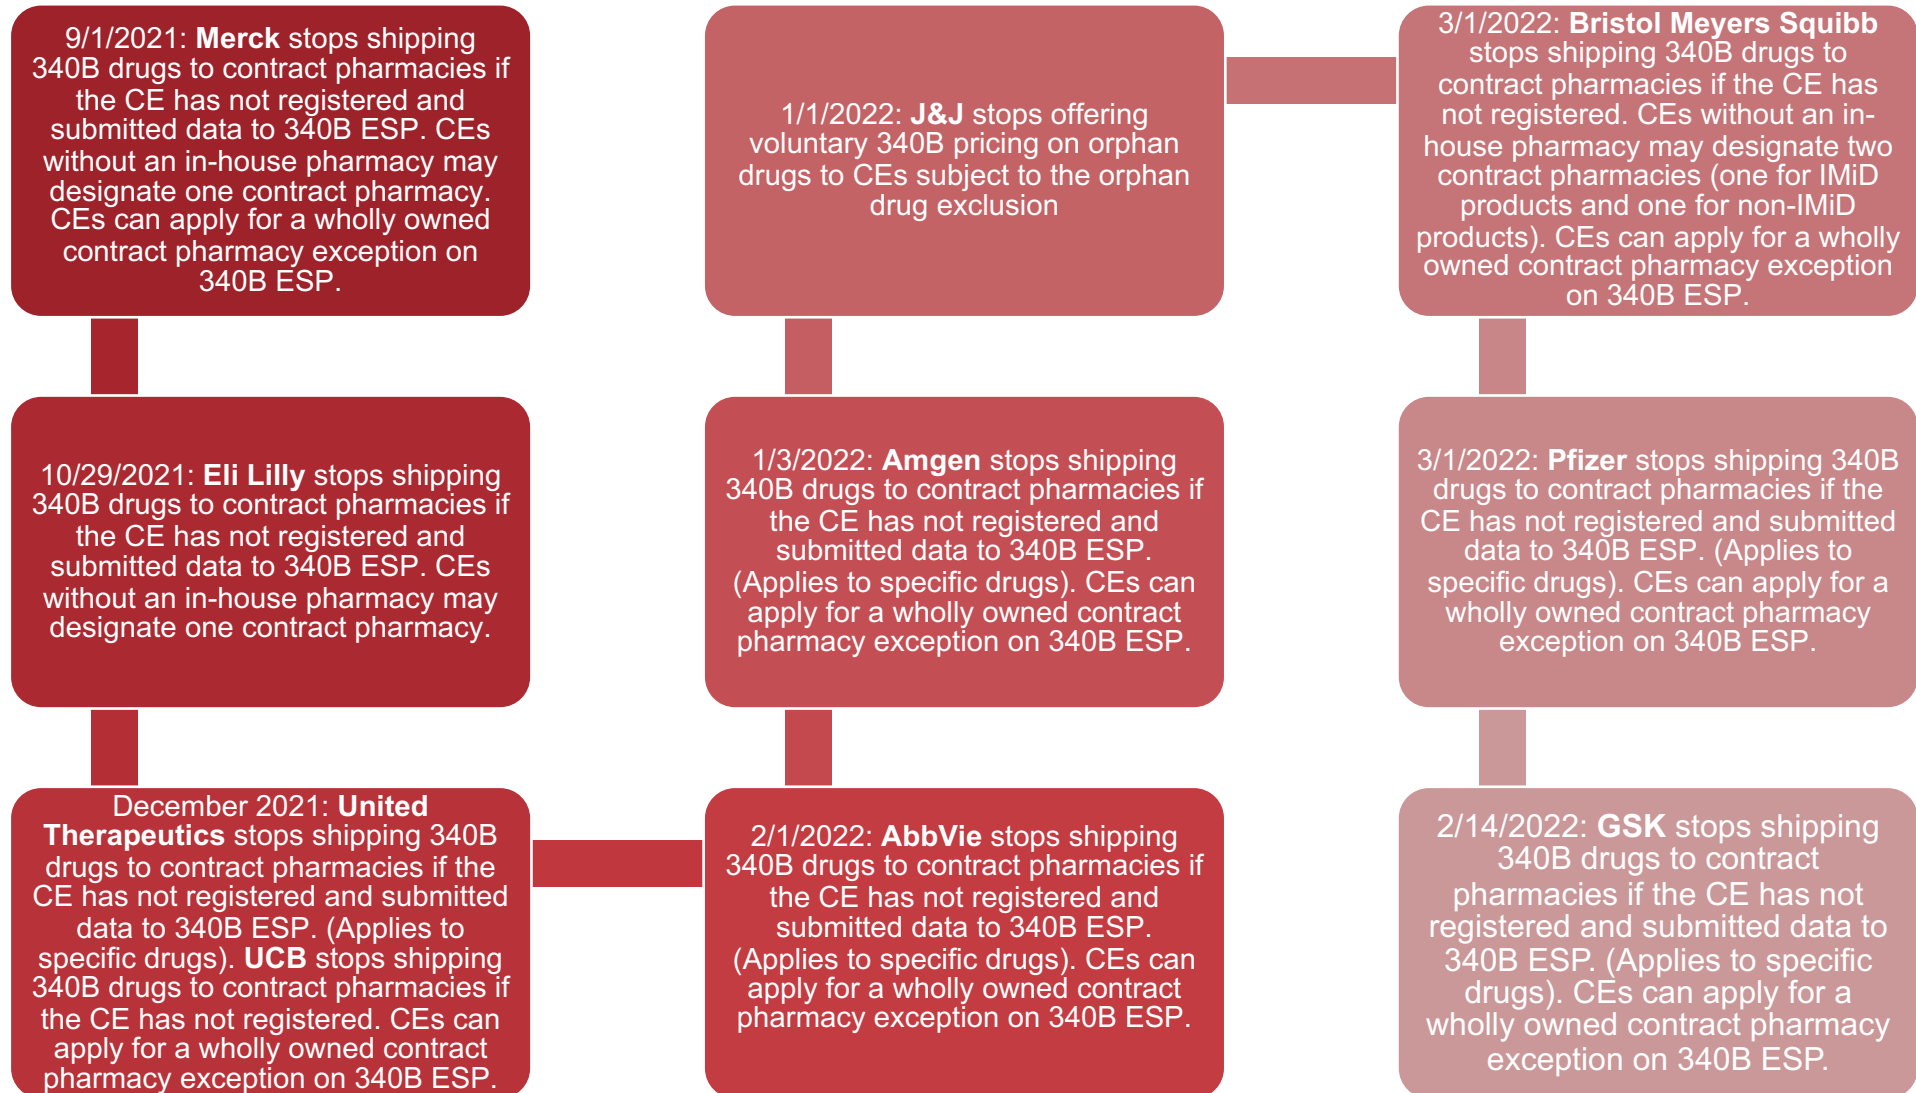 9/1/2021: Merck stops shipping
340B drugs to contract pharmacies if
the CE has not registered and
submitted data to 340B ESP. CEs
without an in-house pharmacy may
designate one contract pharmacy.
CEs can apply for a wholly owned
contract pharmacy exception on
340B ESP.
10/29/2021: Eli Lilly stops shipping
340B drugs to contract pharmacies if
the CE has not registered and
submitted data to 340B ESP. CEs
without an in-house pharmacy may
designate one contract pharmacy.
December 2021: United
Therapeutics stops shipping 340B
drugs to contract pharmacies if the
CE has not registered and submitted
data to 340B ESP. (Applies to
specific drugs). UCB stops shipping
340B drugs to contract pharmacies if
the CE has not registered. CEs can
apply for a wholly owned contract
pharmacy exception on 340B ESP.
2/1/2022: AbbVie stops shipping
340B drugs to contract pharmacies if
the CE has not registered and
submitted data to 340B ESP.
(Applies to specific drugs). CEs can
apply for a wholly owned contract
pharmacy exception on 340B ESP.
1/3/2022: Amgen stops shipping
340B drugs to contract pharmacies if
the CE has not registered and
submitted data to 340B ESP.
(Applies to specific drugs). CEs can
apply for a wholly owned contract
pharmacy exception on 340B ESP.
1/1/2022: J&J stops offering
voluntary 340B pricing on orphan
drugs to CEs subject to the orphan
drug exclusion
3/1/2022: Bristol Meyers Squibb
stops shipping 340B drugs to
contract pharmacies if the CE has
not registered. CEs without an in-
house pharmacy may designate two
contract pharmacies (one for IMiD
products and one for non-IMiD
products). CEs can apply for a wholly
owned contract pharmacy exception
on 340B ESP.
3/1/2022: Pfizer stops shipping 340B
drugs to contract pharmacies if the
CE has not registered and submitted
data to 340B ESP. (Applies to
specific drugs). CEs can apply for a
wholly owned contract pharmacy
exception on 340B ESP.
2/14/2022: GSK stops shipping
340B drugs to contract
pharmacies if the CE has not
registered and submitted data to
340B ESP. (Applies to specific
drugs). CEs can apply for a
wholly owned contract pharmacy
exception on 340B ESP.